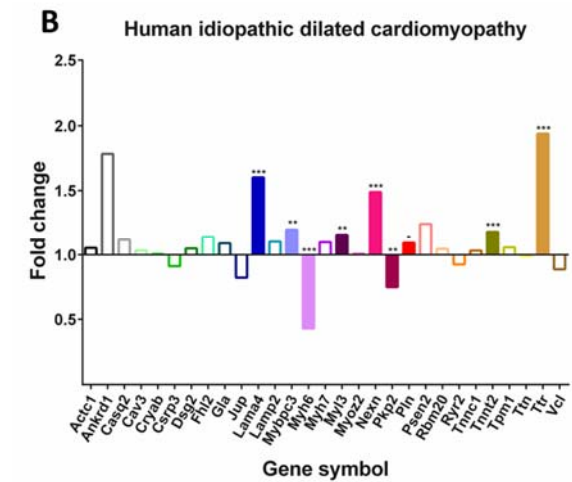 B
Human idiopathic dilated cardiomyopathy
Fold change
2.5
2.0
1.5
1.0
0.5
***
**
***
**
***
**
-
***
***
Actc1
Ankrd1
Casq2
Cav3
Cryab
Csrp3
Dsg2
Fhl2
Gla
Jup
Lama4
Lamp2
Mybpc3
Myh6
Myh7
Myl3
Myoz2
Nexn
Pkp2
Pln
Psen2
Rbm20
Ryr2
Tnnc1
Tnnt2
Tpm1
Ttn
Ttr
Vcl
Gene symbol